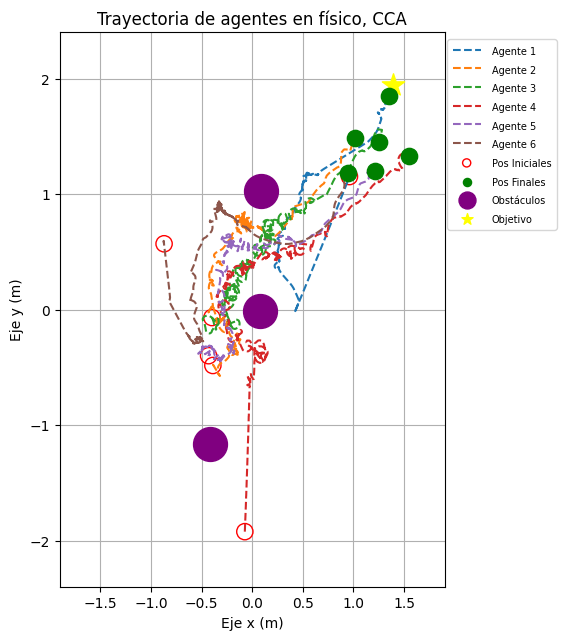 Trayectoria de agentes en físico, CCA
Agente 1
Agente 2
Agente 3
Agente 4
Agente 5
Agente 6
Pos Iniciales
Pos Finales
Obstáculos
Objetivo
Eje y (m)
2
1
0
−1
−2
−1.5
−1.0
−0.5
0.0
0.5
1.0
1.5
Eje x (m)